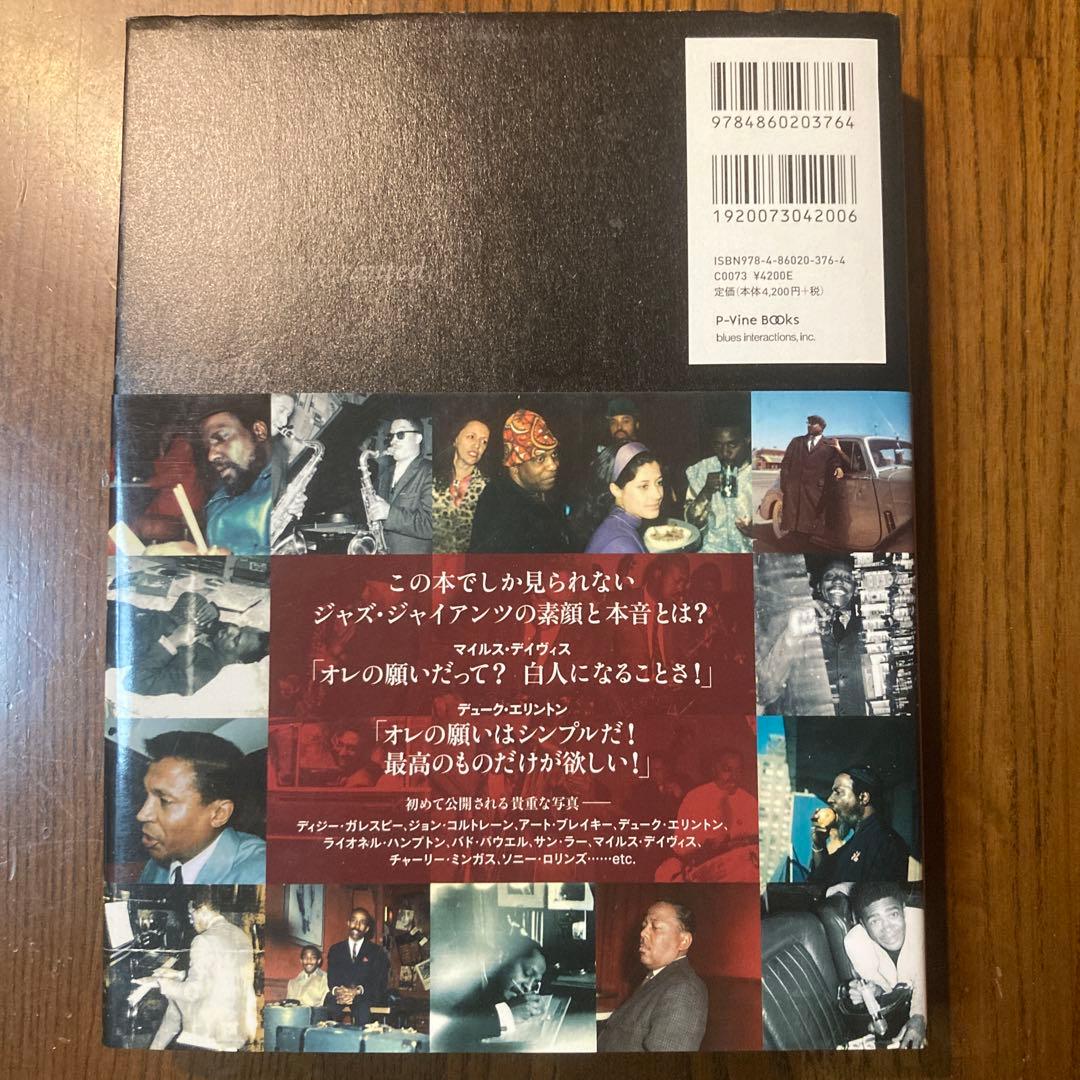 9784860203764
1920073042006
ISBN978-4-86020-376-4
C0073 ¥4200E
定価(本体4,200円+税)
P-Vine BOOks
blues interactions, inc.
この本でしか見られない
ジャズ・ジャイアンツの素顔と本音とは?
マイルス・デイヴィス
「オレの願いだって? 白人になることさ!」
デューク・エリントン
「オレの願いはシンプルだ!
最高のものだけが欲しい!」
初めて公開される貴重な写真――
ディジー・ガレスピー、ジョン・コルトレーン、アート・ブレイキー、デューク・エリントン、
ライオネル・ハンプトン、バド・パウエル、サン・ラー、マイルス・デイヴィス、
チャーリー・ミンガス、ソニー・ロリンズ……etc.